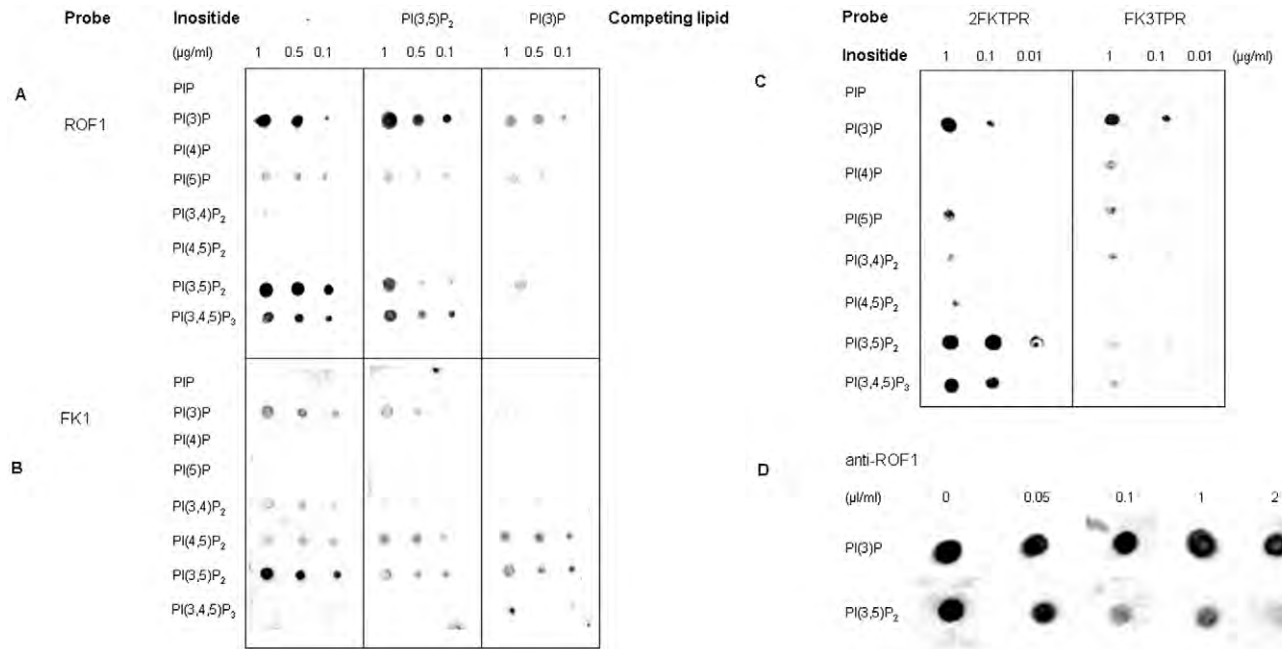 Probe Inositide - PI(3,5)P₂ PI(3)P Competing lipid
(µg/ml) 1 0.5 0.1 1 0.5 0.1 1 0.5 0.1
A
ROF1
PIP
PI(3)P
PI(4)P
PI(5)P
PI(3,4)P₂
PI(4,5)P₂
PI(3,5)P₂
PI(3,4,5)P₃
B
FK1
PIP
PI(3)P
PI(4)P
PI(5)P
PI(3,4)P₂
PI(4,5)P₂
PI(3,5)P₂
PI(3,4,5)P₃
Probe 2FKTPR FK3TPR
Inositide 1 0.1 0.01 1 0.1 0.01 (µg/ml)
C
PIP
PI(3)P
PI(4)P
PI(5)P
PI(3,4)P₂
PI(4,5)P₂
PI(3,5)P₂
PI(3,4,5)P₃
anti-ROF1
D
(µl/ml) 0 0.05 0.1 1 2
PI(3)P
PI(3,5)P₂